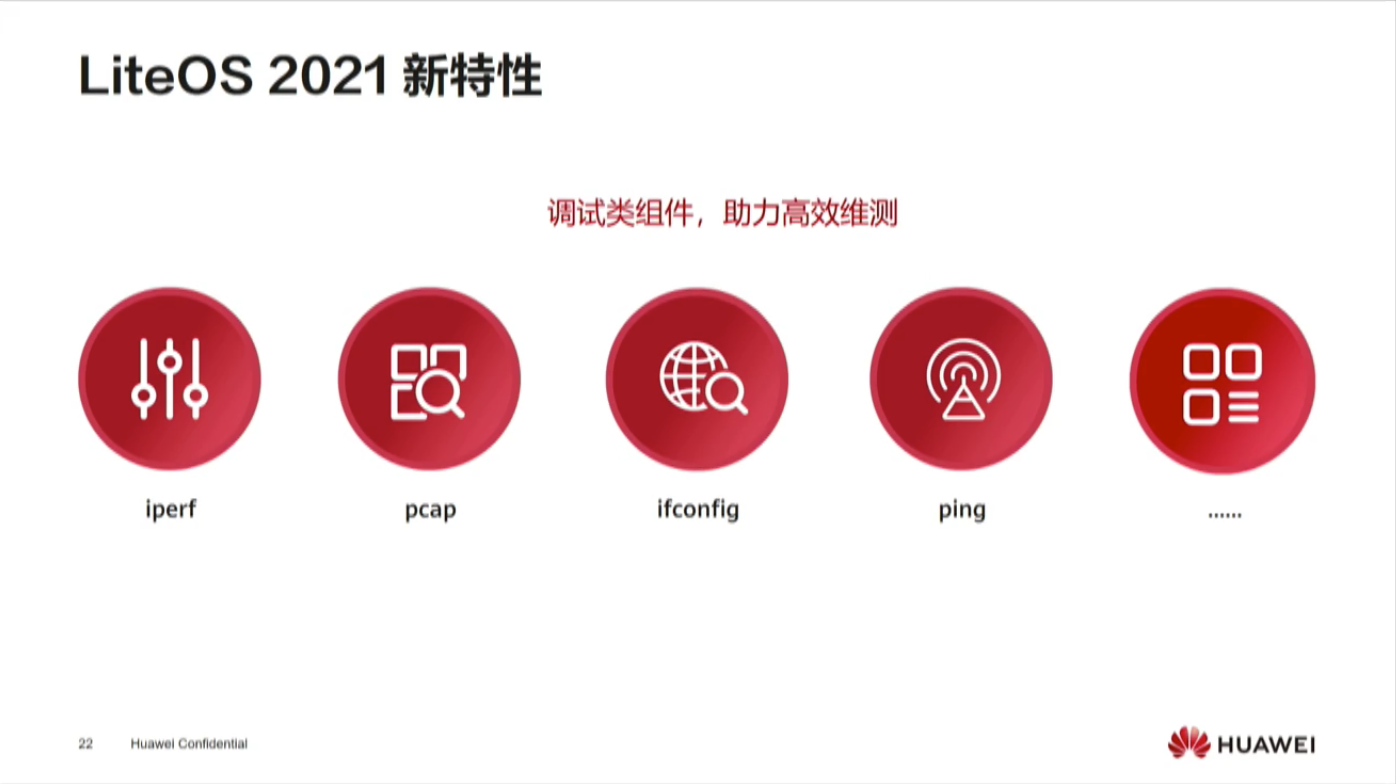 LiteOS 2021 新特性
调试类组件，助力高效维测
iperf
pcap
ifconfig
ping
......
22
Huawei Confidential
HUAWEI